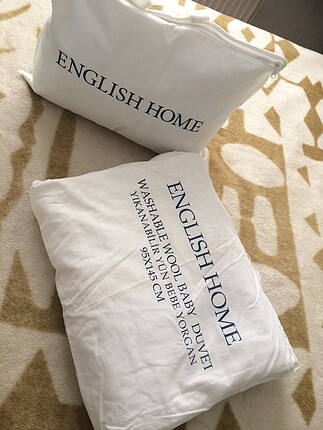 ENGLISH HOME
ENGLISH HOME
WASHABLE WOOL BABY DUVET
YIKANABİLİR YÜN BEBE YORGAN
95X145 CM